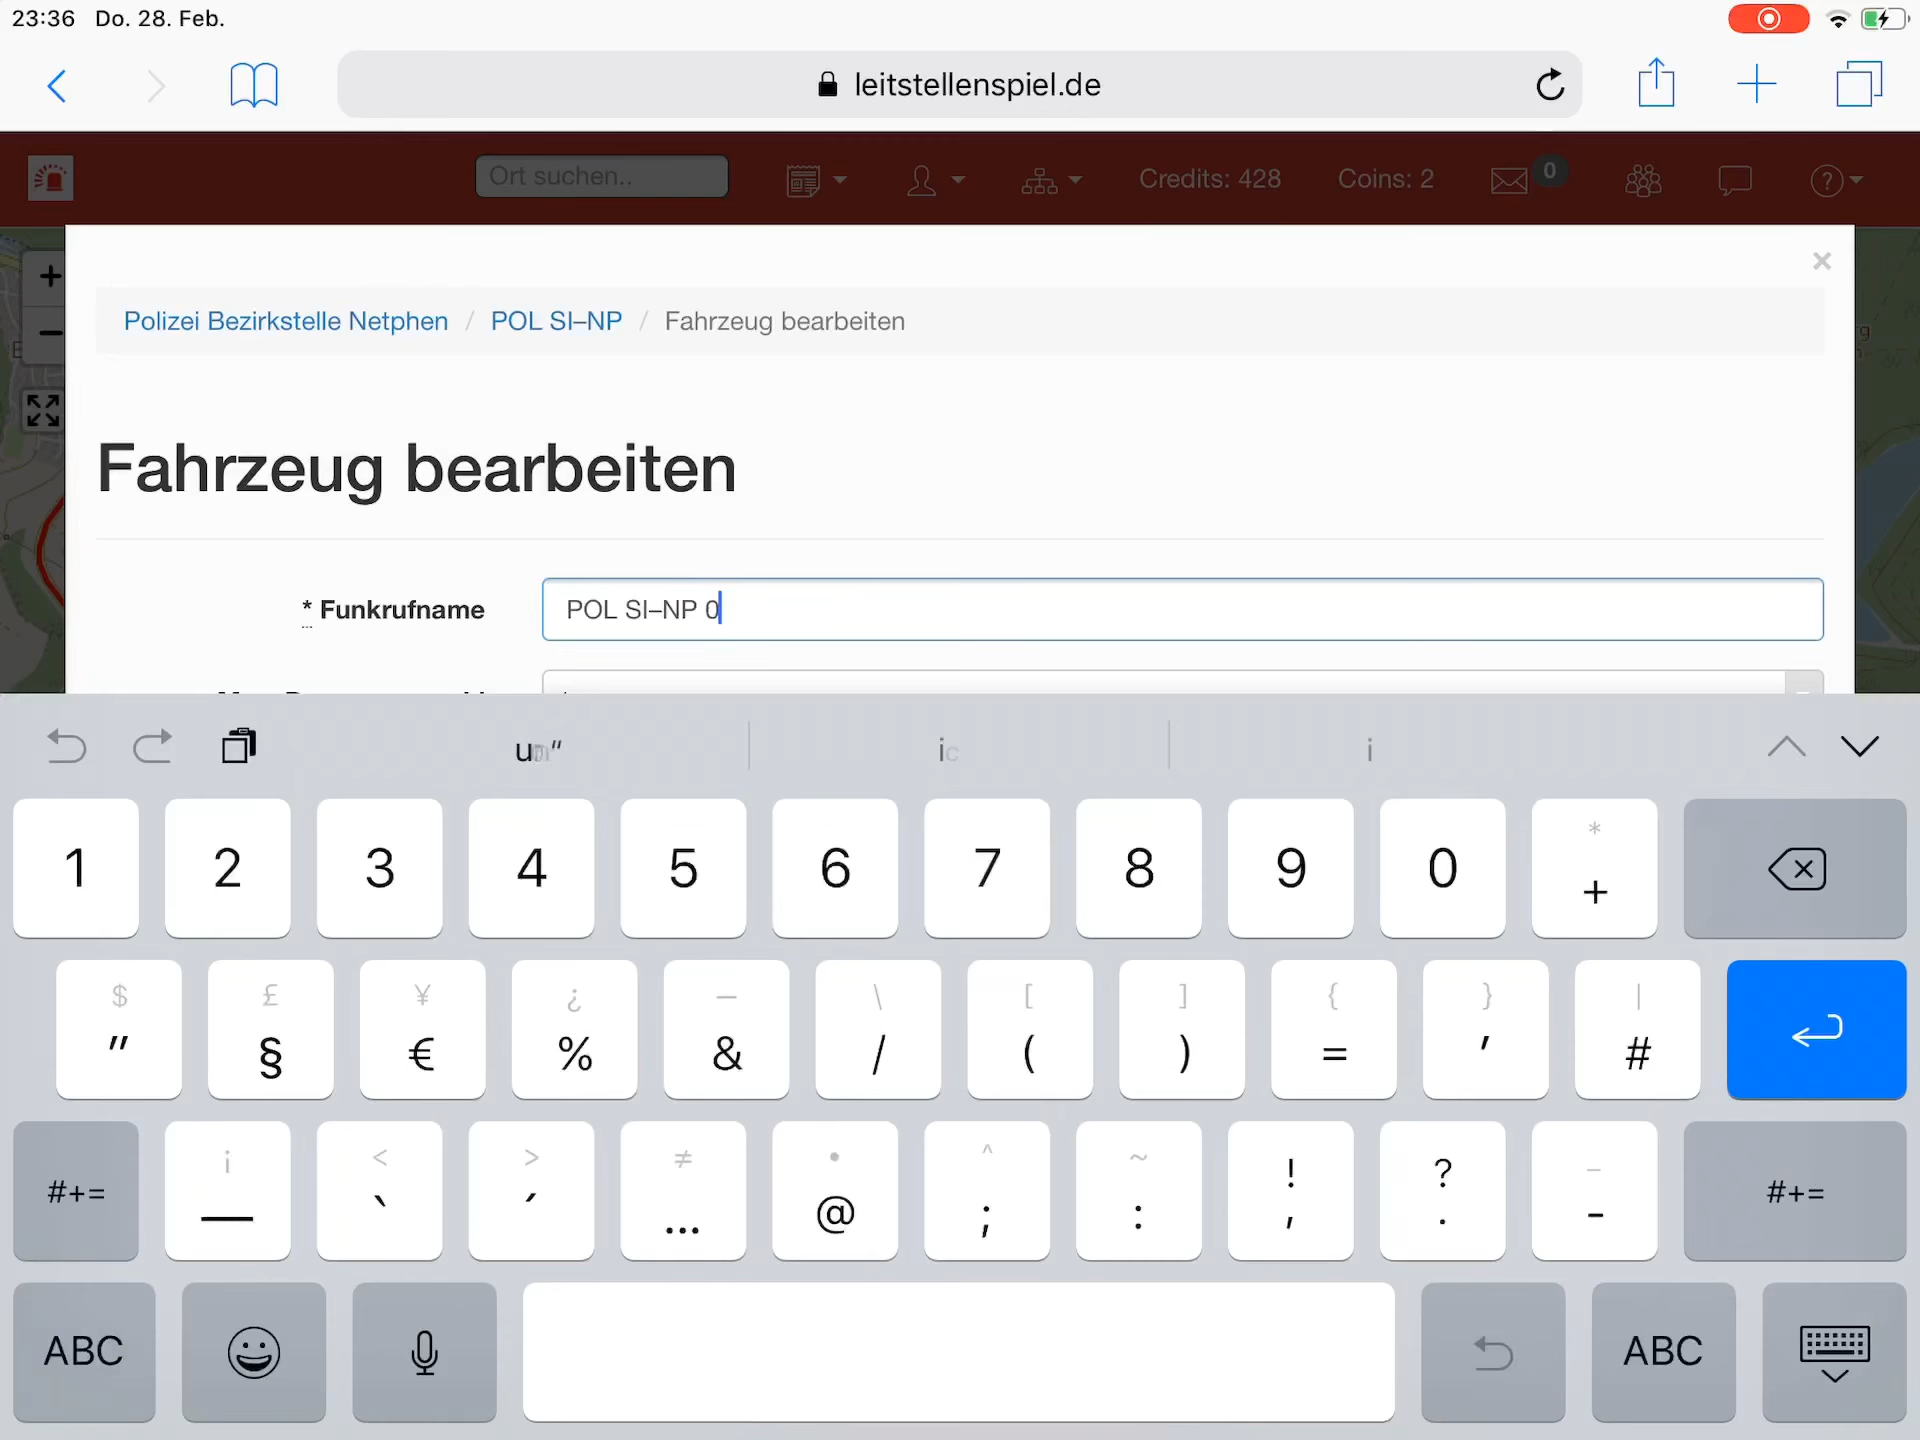 23:36 Do. 28. Feb.
leitstellenspiel.de
Ort suchen..
Credits: 428
Coins: 2
0
+
Polizei Bezirkstelle Netphen / POL SI–NP / Fahrzeug bearbeiten
×
−
Fahrzeug bearbeiten
* Funkrufname
POL SI–NP 0
i
1 2 3 4 5 6 7 8 9 0 * +
$ £ ¥ ¿ — \ [ ] { } |
" § € % & / ( ) = ' #
#+= ¡ < > ≠ • ^ ~ ! ? – #+=
_ ` ´ ... @ ; : , . -
ABC
ABC